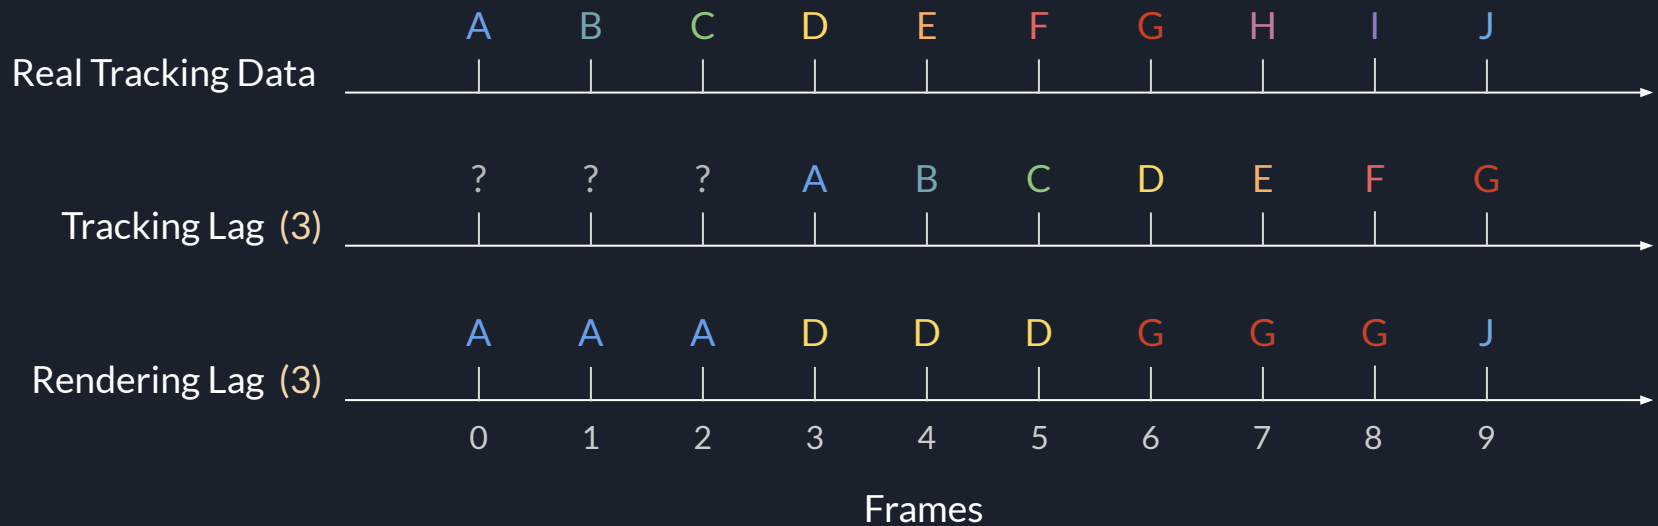 A B C D E F G H I J
Real Tracking Data
? ? ? A B C D E F G
Tracking Lag (3)
A A A D D D G G G J
Rendering Lag (3)
0 1 2 3 4 5 6 7 8 9
Frames